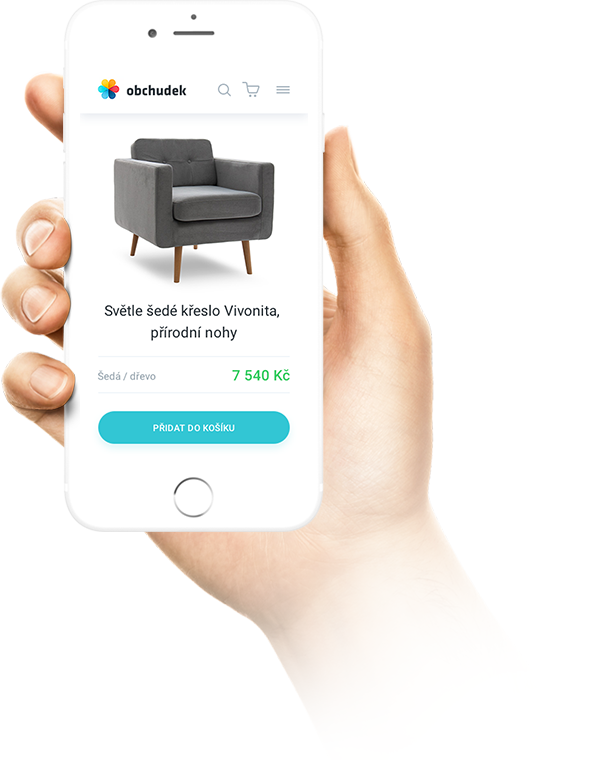 obchudek
Světle šedé křeslo Vivonita,
přírodní nohy
Šedá / dřevo
7 540 Kč
PŘIDAT DO KOŠÍKU